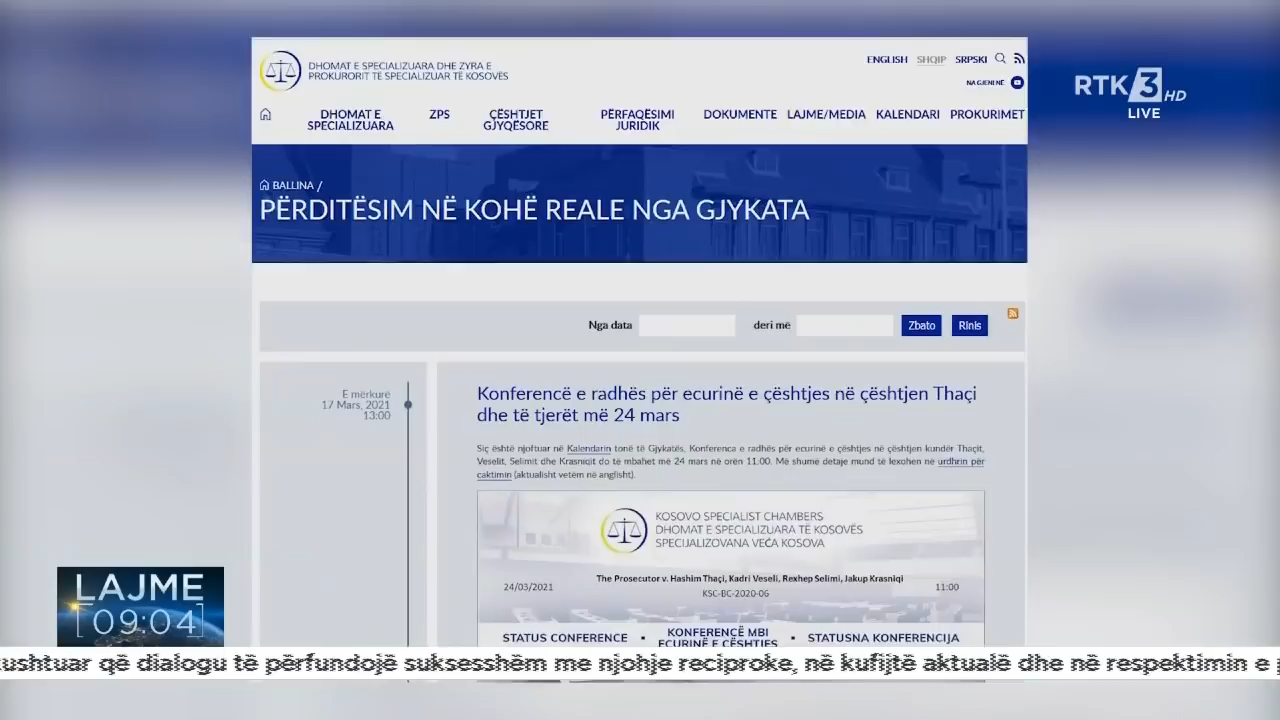 DHOMAT E SPECIALIZUARA DHE ZYRA E
PROKURORIT TË SPECIALIZUAR TË KOSOVËS
ENGLISH SHQIP SRPSKI
NA GJENI NË
RTK 3 HD
LIVE
DHOMAT E SPECIALIZUARA
ZPS
ÇËSHTJET GJYQËSORE
PËRFAQËSIMI JURIDIK
DOKUMENTE
LAJME/MEDIA
KALENDARI
PROKURIMET
BALLINA /
PËRDITËSIM NË KOHË REALE NGA GJYKATA
Nga data deri më Zbato Rinis
E mërkurë
17 Mars, 2021
13:00
Konferencë e radhës për ecurinë e çështjes në çështjen Thaçi
dhe të tjerët më 24 mars
Siç është njoftuar në Kalendarin tonë të Gjykatës, Konferenca e radhës për ecurinë e çështjes në çështjen kundër Thaçit,
Veselit, Selimit dhe Krasniqit do të mbahet më 24 mars në orën 11:00. Më shumë detaje mund të lexohen në urdhrin për
caktimin (aktualisht vetëm në anglisht).
KOSOVO SPECIALIST CHAMBERS
DHOMAT E SPECIALIZUARA TË KOSOVËS
SPECIJALIZOVANA VEĆA KOSOVA
24/03/2021
The Prosecutor v. Hashim Thaçi, Kadri Veseli, Rexhep Selimi, Jakup Krasniqi
KSC-BC-2020-06
11:00
STATUS CONFERENCE ▪ KONFERENCË MBI ECURINË E ÇËSHTJES ▪ STATUSNA KONFERENCIJA
LAJME
09:04
kushtuar që dialogu të përfundojë suksesshëm me njohje reciproke, në kufijtë aktualë dhe në respektimin e